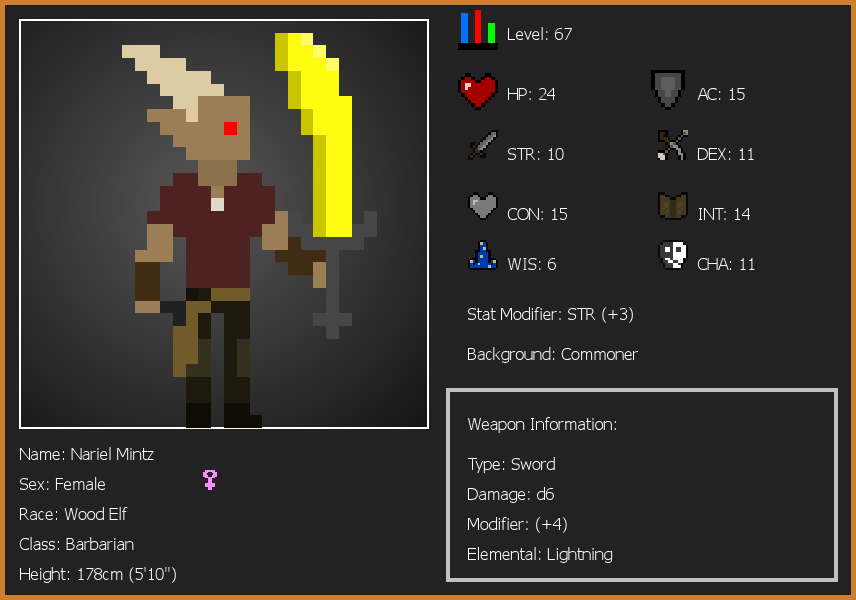 Level: 67
HP: 24
AC: 15
STR: 10
DEX: 11
CON: 15
INT: 14
WIS: 6
CHA: 11
Stat Modifier: STR (+3)
Background: Commoner
Weapon Information:
Type: Sword
Damage: d6
Modifier: (+4)
Elemental: Lightning
Name: Nariel Mintz
Sex: Female
Race: Wood Elf
Class: Barbarian
Height: 178cm (5'10")